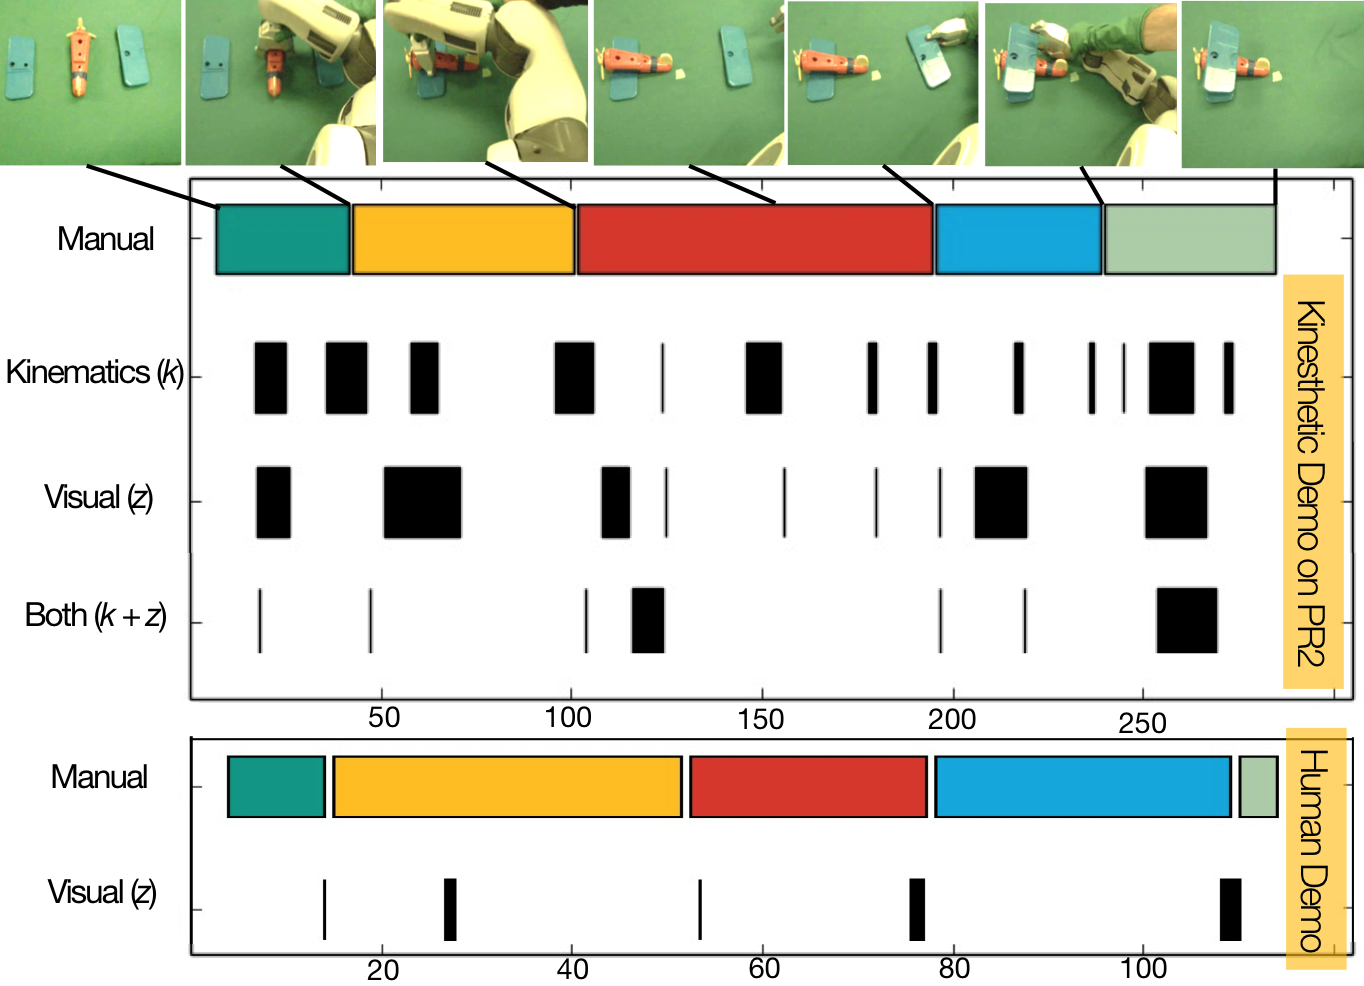 Manual
Kinematics (k)
Visual (z)
Both (k + z)
Kinesthetic Demo on PR2
50 100 150 200 250
Manual
Visual (z)
Human Demo
20 40 60 80 100